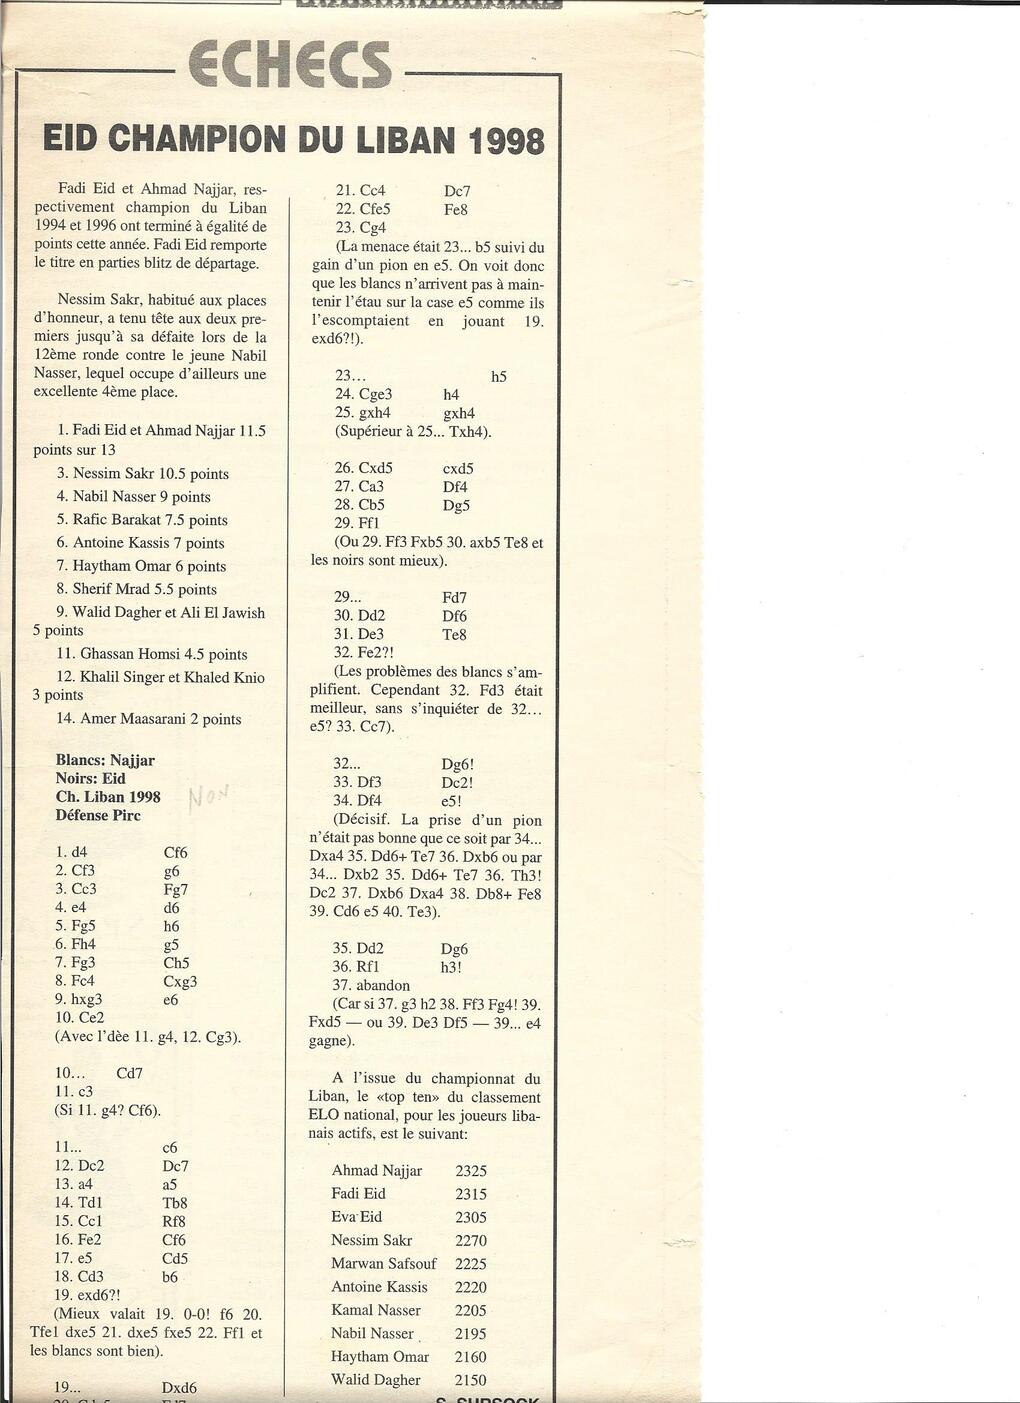 ECHECS
EID CHAMPION DU LIBAN 1998
Fadi Eid et Ahmad Najjar, res-
pectivement champion du Liban
1994 et 1996 ont terminé à égalité de
points cette année. Fadi Eid remporte
le titre en parties blitz de départage.
Nessim Sakr, habitué aux places
d'honneur, a tenu tête aux deux pre-
miers jusqu'à sa défaite lors de la
12ème ronde contre le jeune Nabil
Nasser, lequel occupe d'ailleurs une
excellente 4ème place.
1. Fadi Eid et Ahmad Najjar 11.5
points sur 13
3. Nessim Sakr 10.5 points
4. Nabil Nasser 9 points
5. Rafic Barakat 7.5 points
6. Antoine Kassis 7 points
7. Haytham Omar 6 points
8. Sherif Mrad 5.5 points
9. Walid Dagher et Ali El Jawish
5 points
11. Ghassan Homsi 4.5 points
12. Khalil Singer et Khaled Knio
3 points
14. Amer Maasarani 2 points
Blancs: Najjar
Noirs: Eid
Ch. Liban 1998
NON
Défense Pirc
1. d4 Cf6
2. Cf3 g6
3. Cc3 Fg7
4. e4 d6
5. Fg5 h6
6. Fh4 g5
7. Fg3 Ch5
8. Fc4 Cxg3
9. hxg3 e6
10. Ce2
(Avec l'dèe 11. g4, 12. Cg3).
10... Cd7
11. c3
(Si 11. g4? Cf6).
11... c6
12. Dc2 Dc7
13. a4 a5
14. Td1 Tb8
15. Cc1 Rf8
16. Fe2 Cf6
17. e5 Cd5
18. Cd3 b6
19. exd6?!
(Mieux valait 19. 0-0! f6 20.
Tfe1 dxe5 21. dxe5 fxe5 22. Ff1 et
les blancs sont bien).
19... Dxd6
21. Cc4 Dc7
22. Cfe5 Fe8
23. Cg4
(La menace était 23... b5 suivi du
gain d'un pion en e5. On voit donc
que les blancs n'arrivent pas à main-
tenir l'étau sur la case e5 comme ils
l'escomptaient en jouant 19.
exd6?!).
23... h5
24. Cge3 h4
25. gxh4 gxh4
(Supérieur à 25... Txh4).
26. Cxd5 cxd5
27. Ca3 Df4
28. Cb5 Dg5
29. Ff1
(Ou 29. Ff3 Fxb5 30. axb5 Te8 et
les noirs sont mieux).
29... Fd7
30. Dd2 Df6
31. De3 Te8
32. Fe2?!
(Les problèmes des blancs s'am-
plifient. Cependant 32. Fd3 était
meilleur, sans s'inquiéter de 32...
e5? 33. Cc7).
32... Dg6!
33. Df3 Dc2!
34. Df4 e5!
(Décisif. La prise d'un pion
n'était pas bonne que ce soit par 34...
Dxa4 35. Dd6+ Te7 36. Dxb6 ou par
34... Dxb2 35. Dd6+ Te7 36. Th3!
Dc2 37. Dxb6 Dxa4 38. Db8+ Fe8
39. Cd6 e5 40. Te3).
35. Dd2 Dg6
36. Rf1 h3!
37. abandon
(Car si 37. g3 h2 38. Ff3 Fg4! 39.
Fxd5 — ou 39. De3 Df5 — 39... e4
gagne).
A l'issue du championnat du
Liban, le «top ten» du classement
ELO national, pour les joueurs liba-
nais actifs, est le suivant:
Ahmad Najjar 2325
Fadi Eid 2315
Eva Eid 2305
Nessim Sakr 2270
Marwan Safsouf 2225
Antoine Kassis 2220
Kamal Nasser 2205
Nabil Nasser 2195
Haytham Omar 2160
Walid Dagher 2150
S. SURSOCK